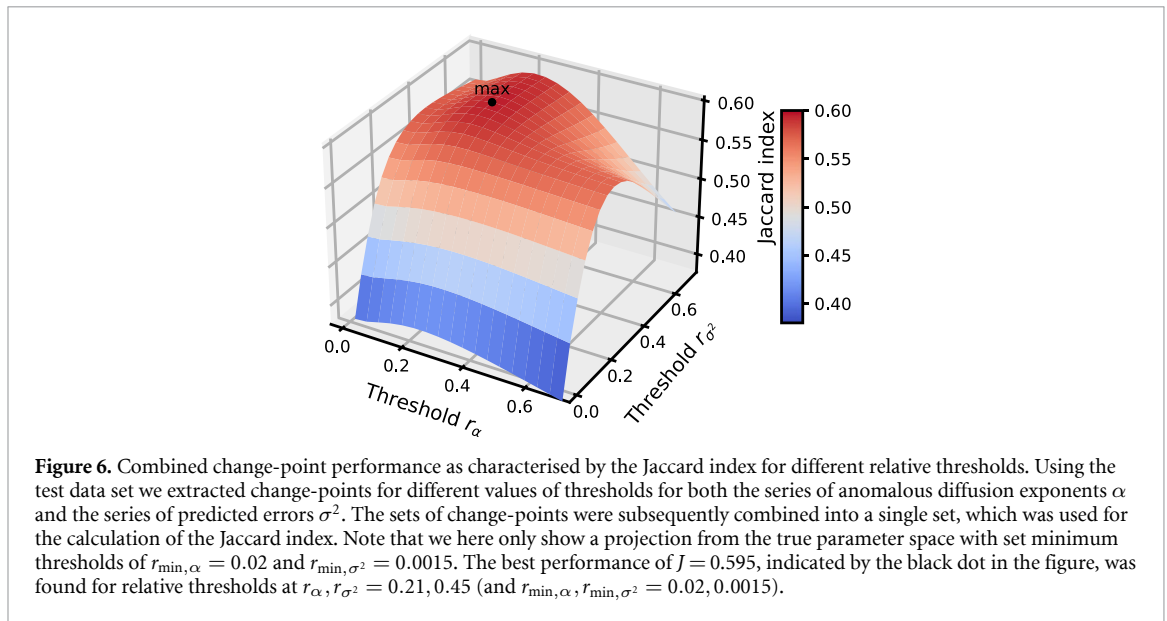 max
0.60
0.55
0.50
0.45
0.40
Jaccard index
0.60
0.55
0.50
0.45
0.40
0.0
0.2
0.4
0.6
Threshold rα
0.0
0.2
0.4
0.6
Threshold rσ²
Figure 6. Combined change-point performance as characterised by the Jaccard index for different relative thresholds. Using the
test data set we extracted change-points for different values of thresholds for both the series of anomalous diffusion exponents α
and the series of predicted errors σ². The sets of change-points were subsequently combined into a single set, which was used for
the calculation of the Jaccard index. Note that we here only show a projection from the true parameter space with set minimum
thresholds of rmin,α = 0.02 and rmin,σ² = 0.0015. The best performance of J = 0.595, indicated by the black dot in the figure, was
found for relative thresholds at rα, rσ² = 0.21, 0.45 (and rmin,α, rmin,σ² = 0.02, 0.0015).